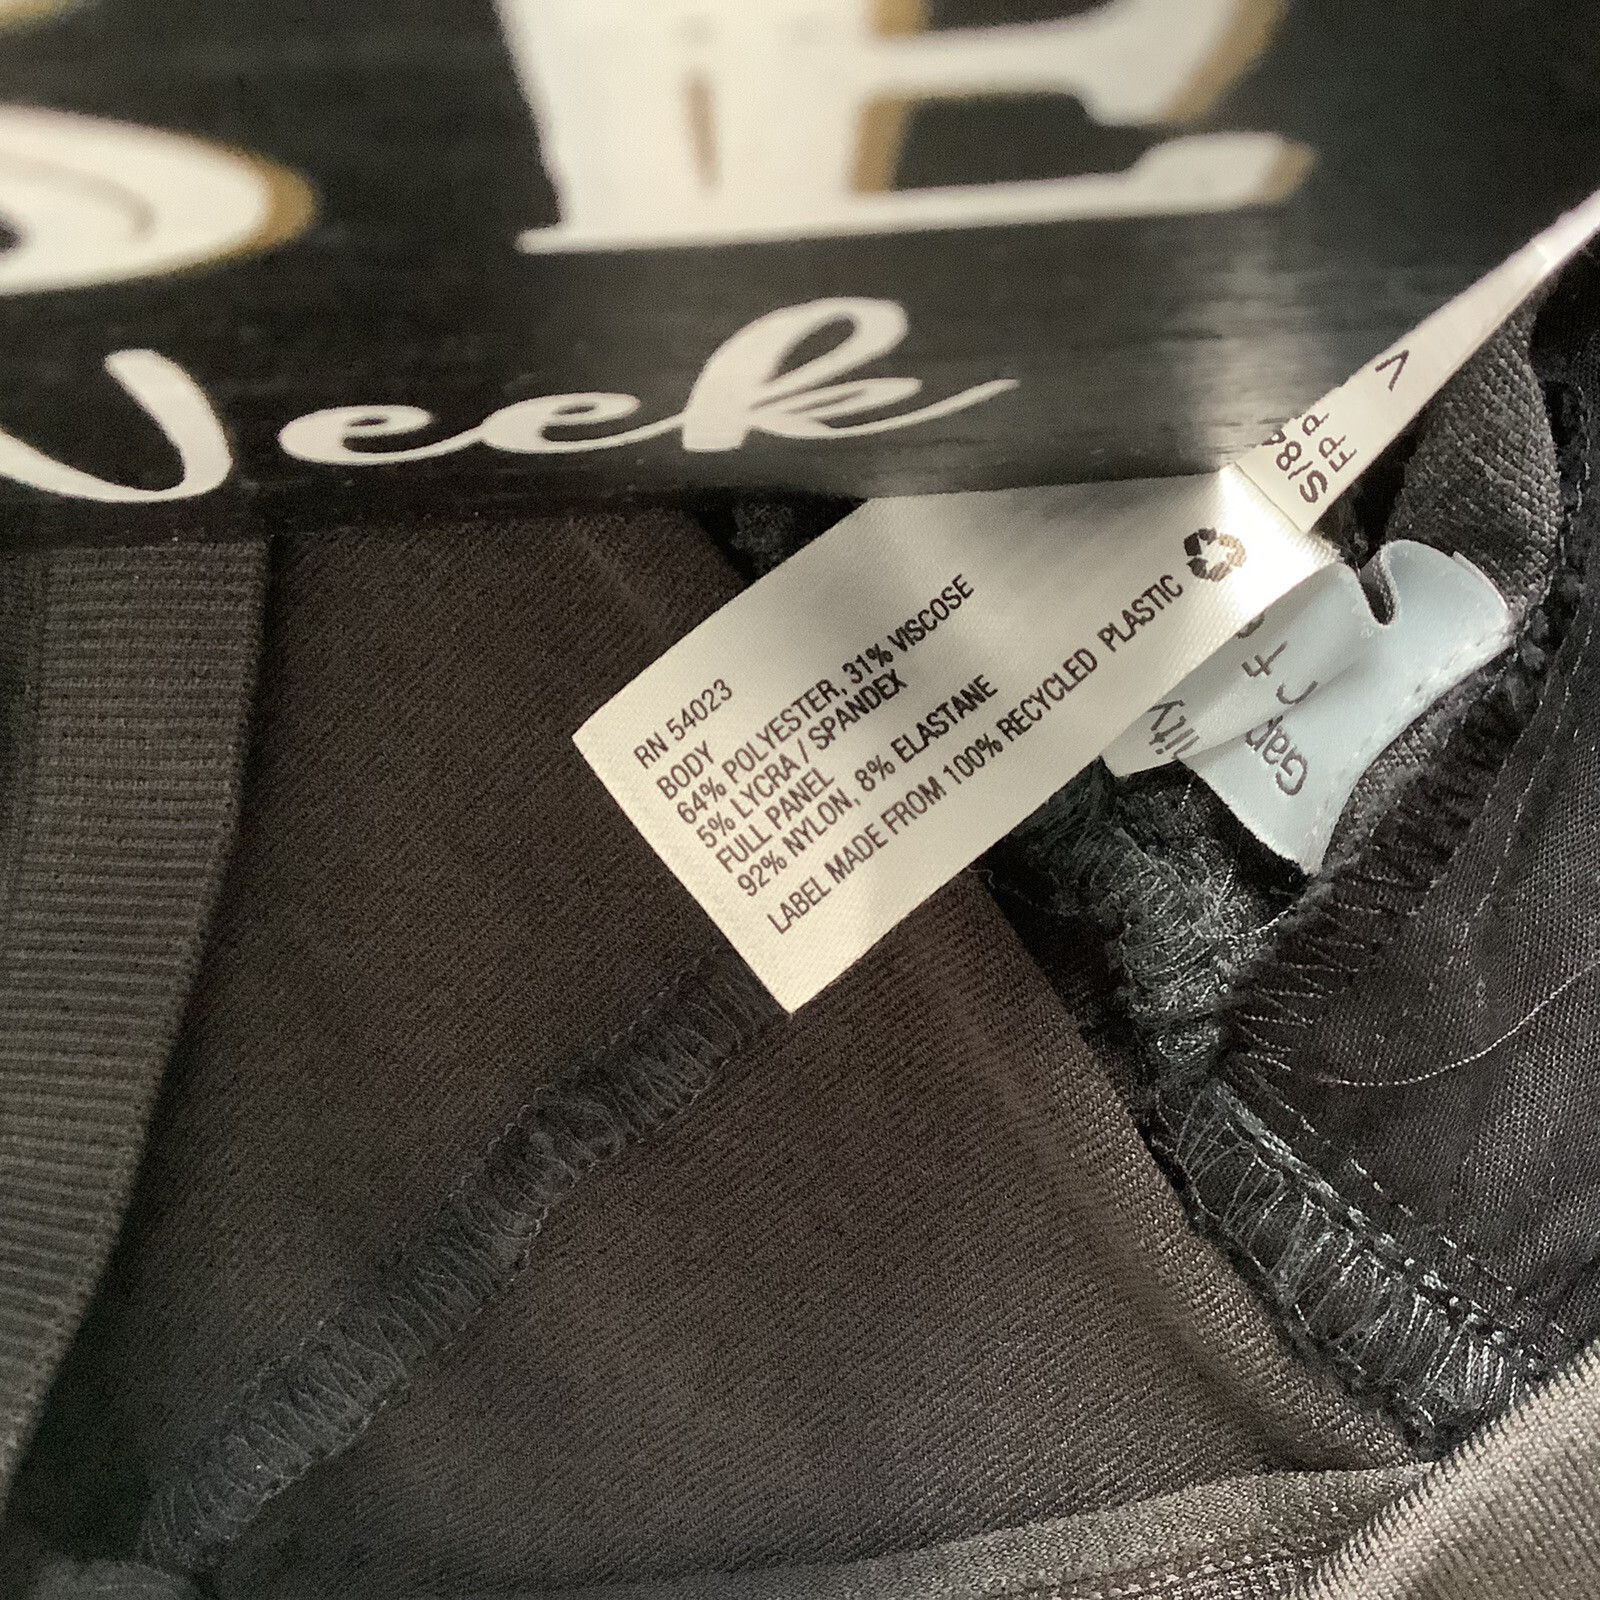 E
Week
RN 54023
BODY
64% POLYESTER, 31% VISCOSE
5% LYCRA / SPANDEX
FULL PANEL
92% NYLON, 8% ELASTANE
LABEL MADE FROM 100% RECYCLED PLASTIC
Gap